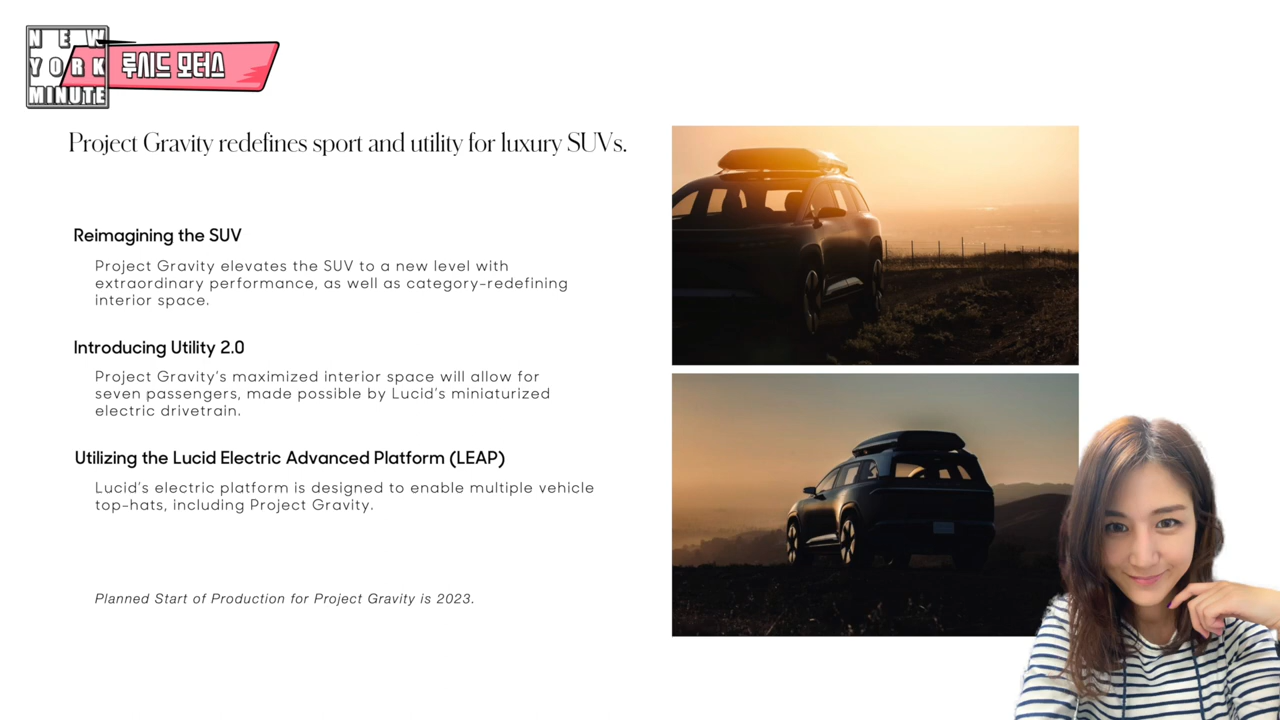 NEW
YORK
MINUTE
루시드 모터스
Project Gravity redefines sport and utility for luxury SUVs.
Reimagining the SUV
Project Gravity elevates the SUV to a new level with
extraordinary performance, as well as category-redefining
interior space.
Introducing Utility 2.0
Project Gravity's maximized interior space will allow for
seven passengers, made possible by Lucid's miniaturized
electric drivetrain.
Utilizing the Lucid Electric Advanced Platform (LEAP)
Lucid's electric platform is designed to enable multiple vehicle
top-hats, including Project Gravity.
Planned Start of Production for Project Gravity is 2023.